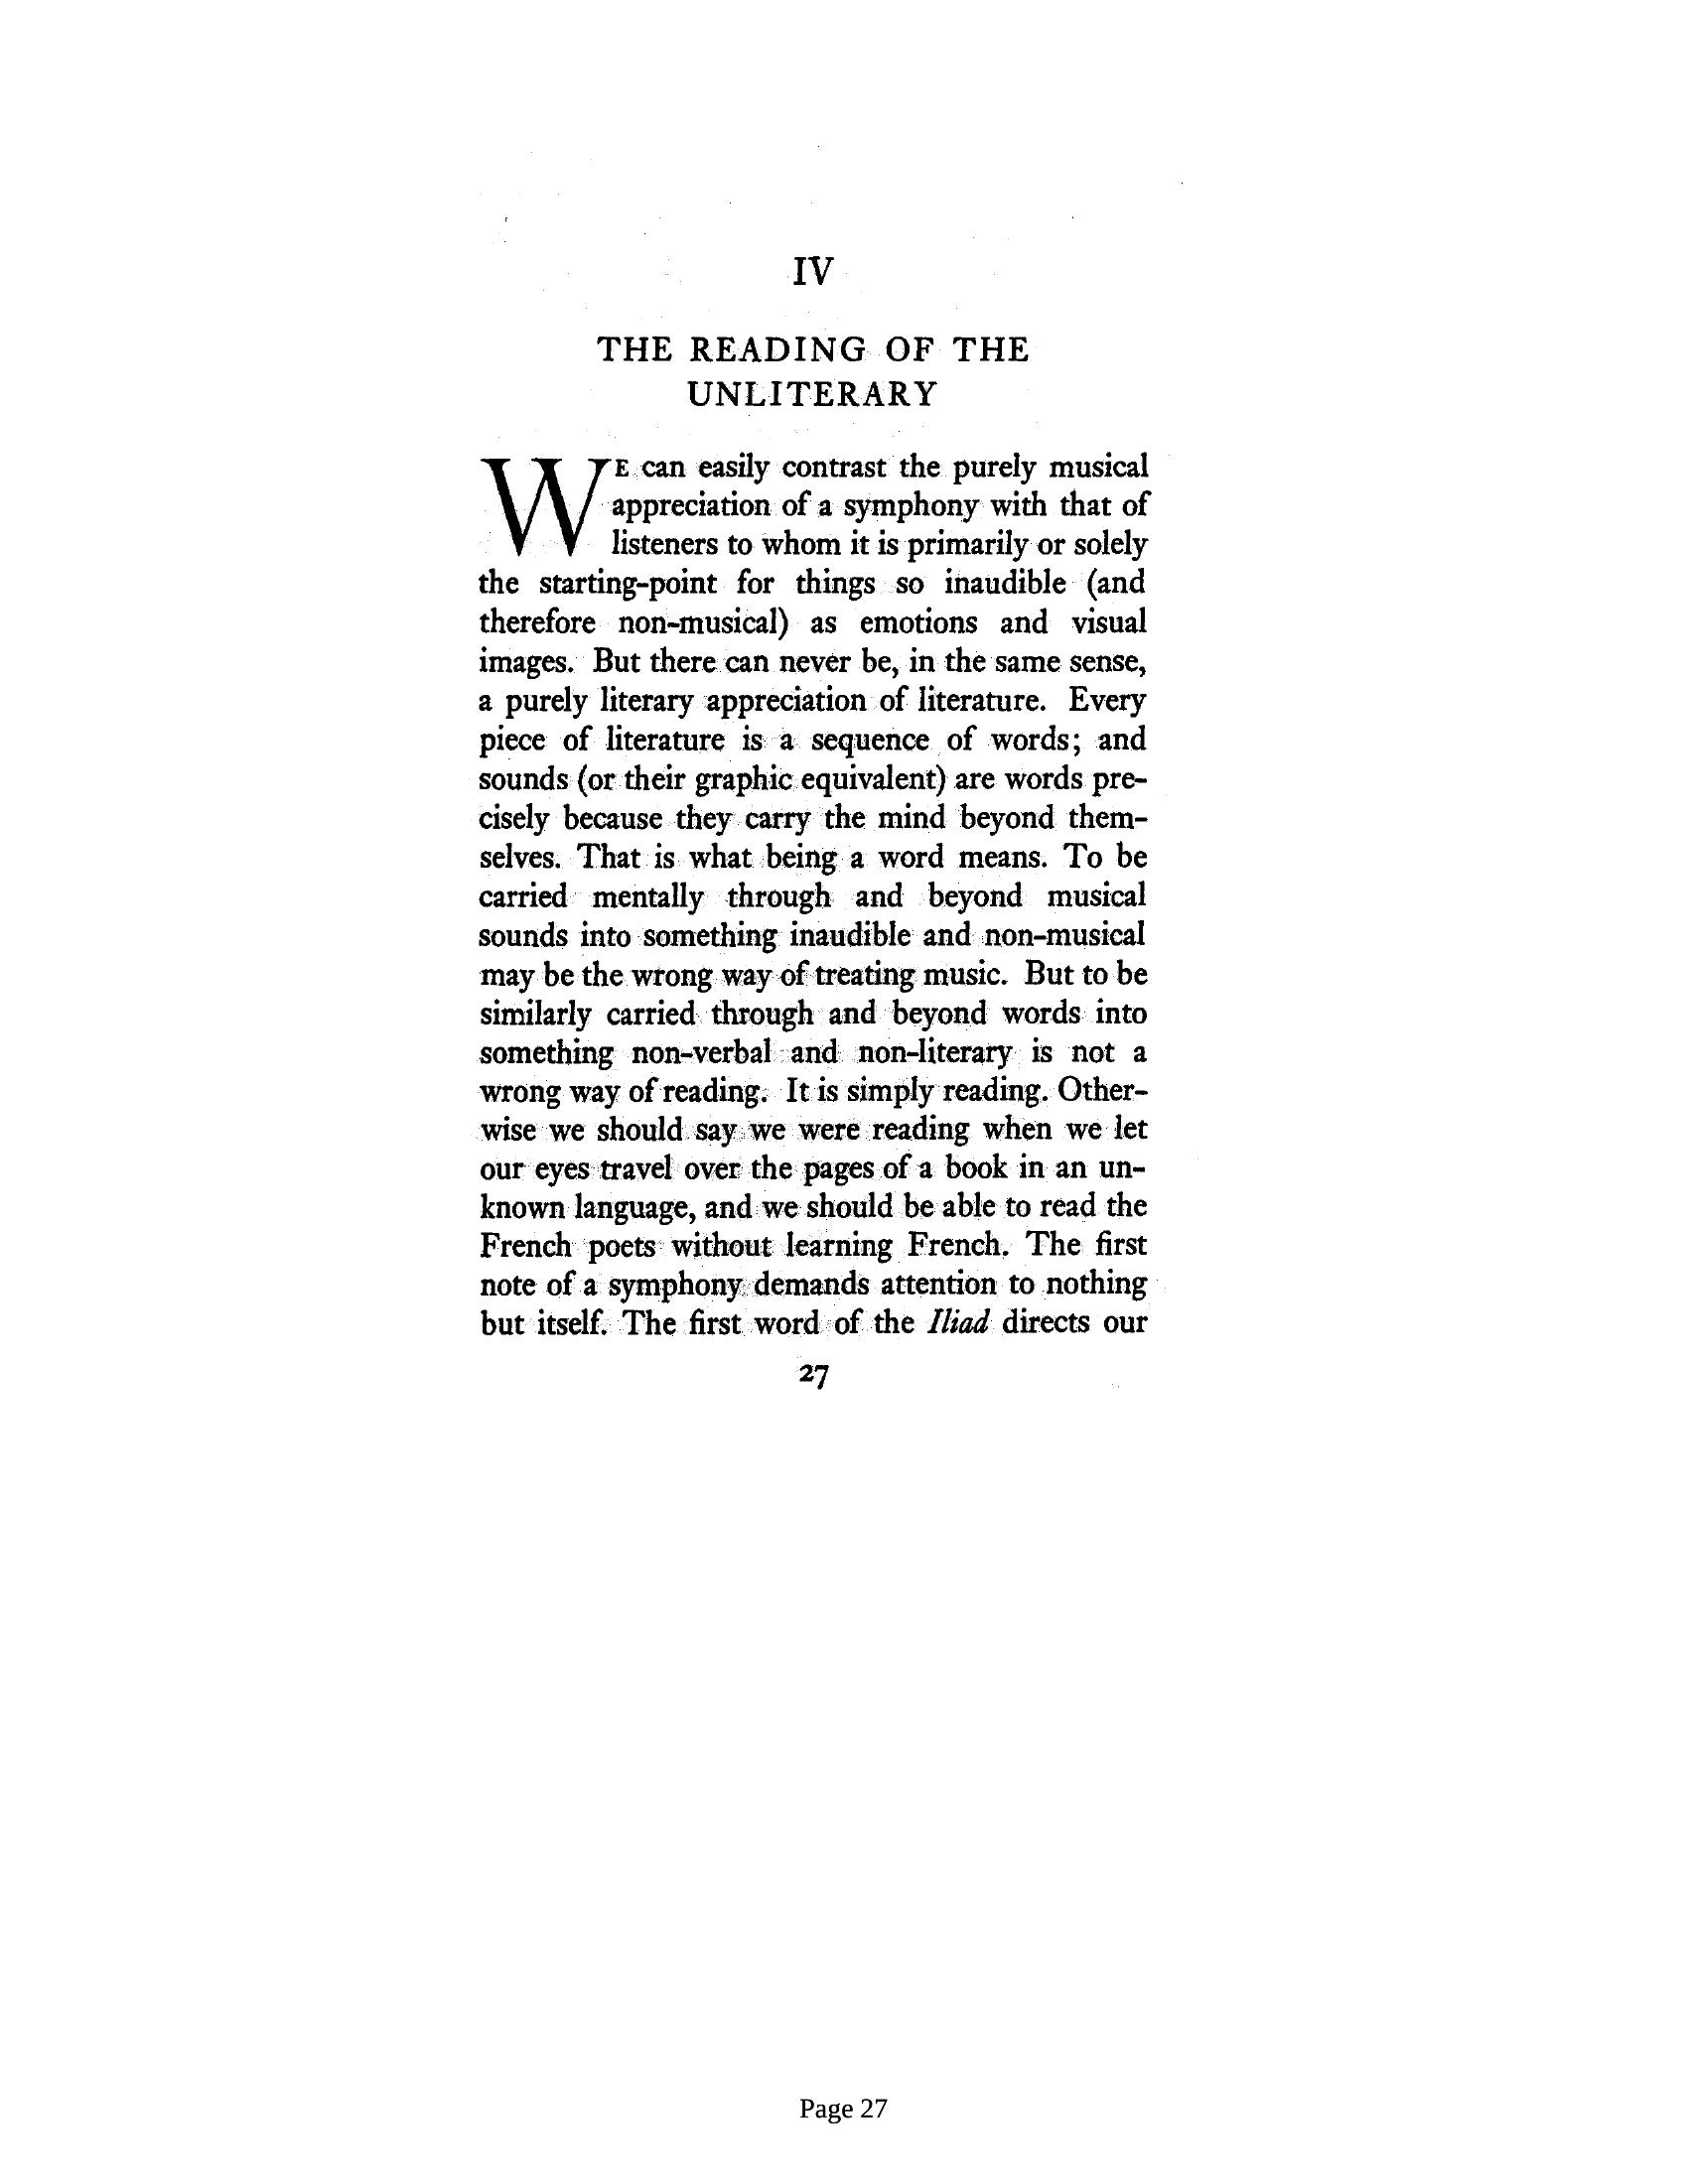 IV
THE READING OF THE
UNLITERARY
WE can easily contrast the purely musical
appreciation of a symphony with that of
listeners to whom it is primarily or solely
the starting-point for things so inaudible (and
therefore non-musical) as emotions and visual
images. But there can never be, in the same sense,
a purely literary appreciation of literature. Every
piece of literature is a sequence of words; and
sounds (or their graphic equivalent) are words pre-
cisely because they carry the mind beyond them-
selves. That is what being a word means. To be
carried mentally through and beyond musical
sounds into something inaudible and non-musical
may be the wrong way of treating music. But to be
similarly carried through and beyond words into
something non-verbal and non-literary is not a
wrong way of reading. It is simply reading. Other-
wise we should say we were reading when we let
our eyes travel over the pages of a book in an un-
known language, and we should be able to read the
French poets without learning French. The first
note of a symphony demands attention to nothing
but itself. The first word of the Iliad directs our
27
Page 27